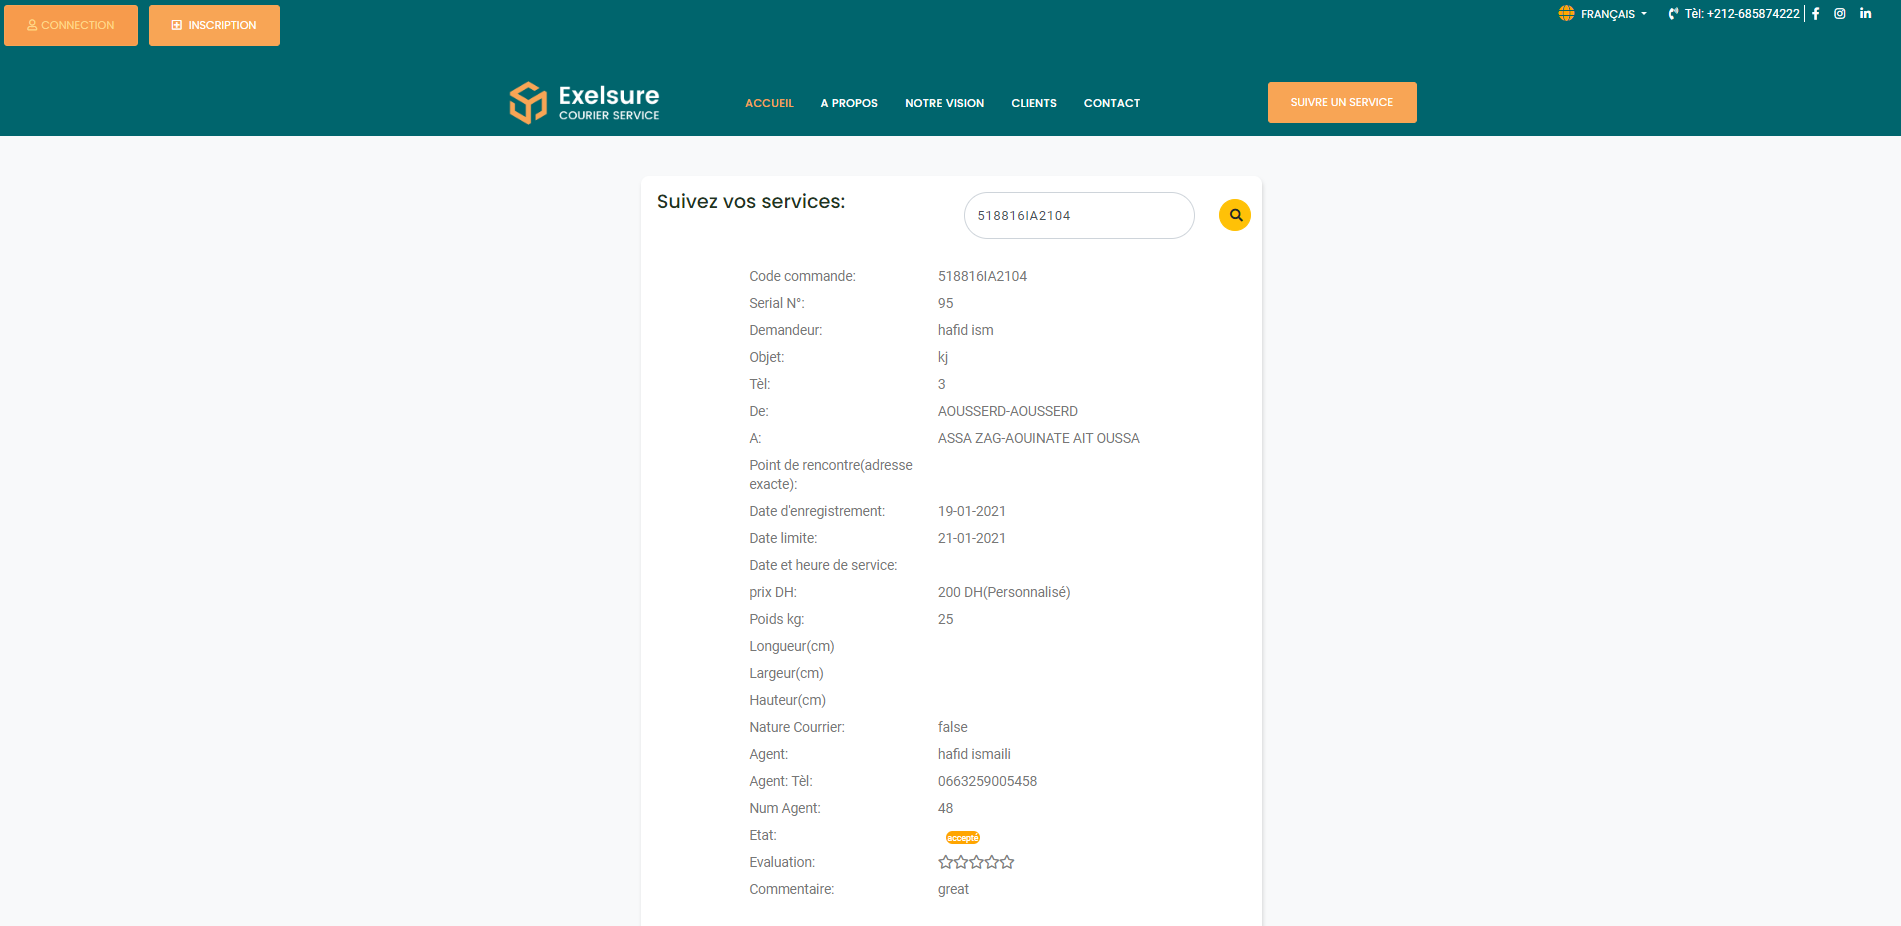 CONNECTION
INSCRIPTION
FRANÇAIS
Tèl: +212-685874222
Exelsure
COURIER SERVICE
ACCUEIL
A PROPOS
NOTRE VISION
CLIENTS
CONTACT
SUIVRE UN SERVICE
Suivez vos services:
518816IA2104
Code commande: 518816IA2104
Serial N°: 95
Demandeur: hafid ism
Objet: kj
Tèl: 3
De: AOUSSERD-AOUSSERD
A: ASSA ZAG-AOUINATE AIT OUSSA
Point de rencontre(adresse
exacte):
Date d'enregistrement: 19-01-2021
Date limite: 21-01-2021
Date et heure de service:
prix DH: 200 DH(Personnalisé)
Poids kg: 25
Longueur(cm)
Largeur(cm)
Hauteur(cm)
Nature Courrier: false
Agent: hafid ismaili
Agent: Tèl: 0663259005458
Num Agent: 48
Etat: accepté
Evaluation:
Commentaire: great